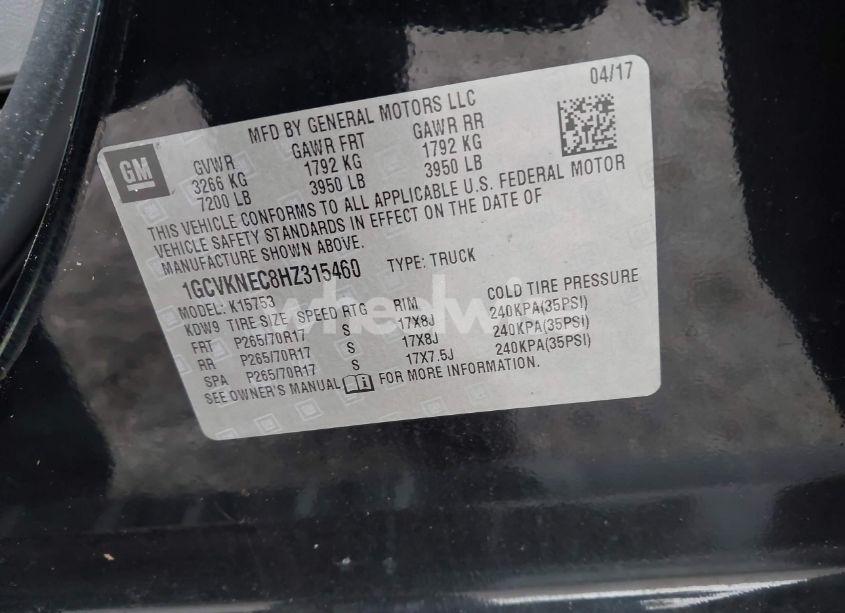 04/17
MFD BY GENERAL MOTORS LLC
GM
GVWR GAWR FRT GAWR RR
3266 KG 1792 KG 1792 KG
7200 LB 3950 LB 3950 LB
THIS VEHICLE CONFORMS TO ALL APPLICABLE U.S. FEDERAL MOTOR
VEHICLE SAFETY STANDARDS IN EFFECT ON THE DATE OF
MANUFACTURE SHOWN ABOVE.
1GCVKNEC8HZ315460 TYPE: TRUCK
MODEL: K15753
KDW9 TIRE SIZE SPEED RTG RIM COLD TIRE PRESSURE
FRT P265/70R17 S 17X8J 240KPA(35PSI)
RR P265/70R17 S 17X8J 240KPA(35PSI)
SPA P265/70R17 S 17X7.5J 240KPA(35PSI)
SEE OWNER'S MANUAL FOR MORE INFORMATION.